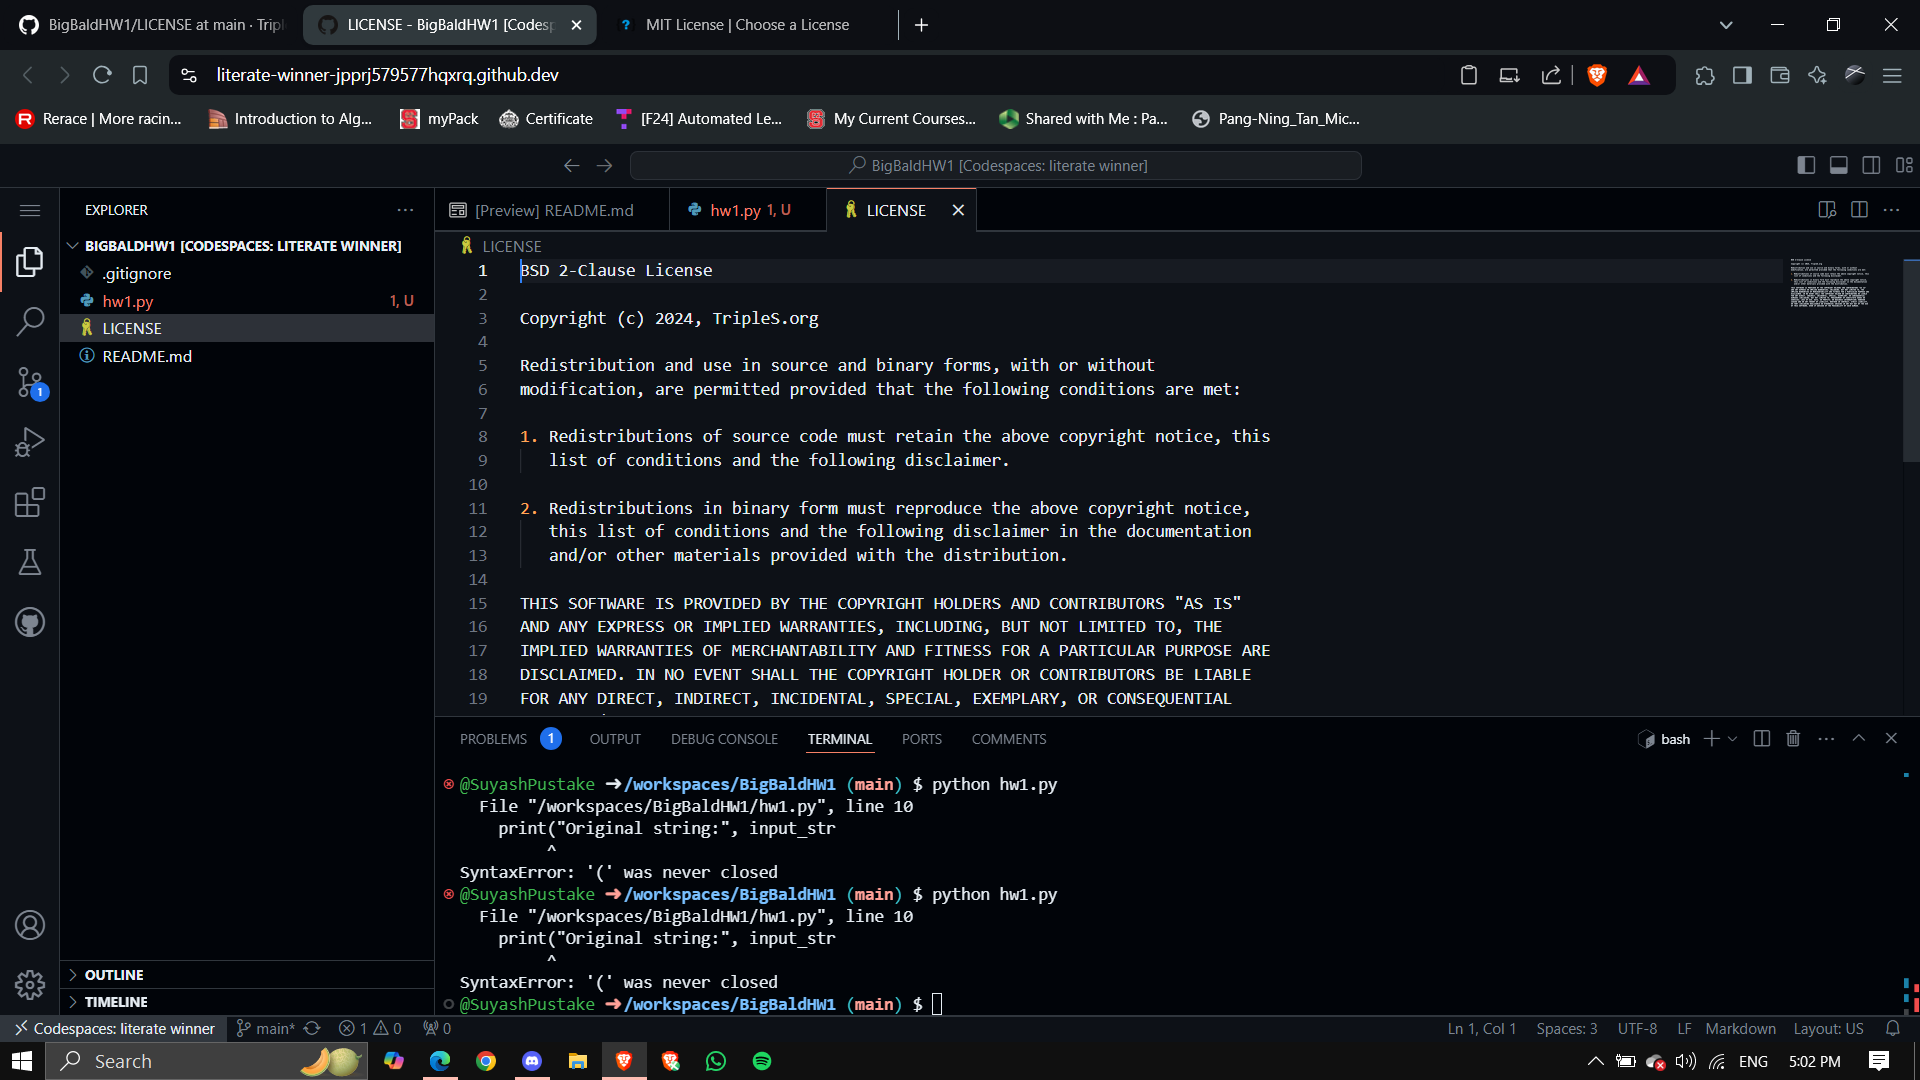 BigBaldHW1/LICENSE at main · Tripl
LICENSE - BigBaldHW1 [Codesp
MIT License | Choose a License
literate-winner-jpprj579577hqxrq.github.dev
Rerace | More racin...
Introduction to Alg...
myPack
Certificate
[F24] Automated Le...
My Current Courses...
Shared with Me : Pa...
Pang-Ning_Tan_Mic...
BigBaldHW1 [Codespaces: literate winner]
EXPLORER
[Preview] README.md
hw1.py 1, U
LICENSE
BIGBALDHW1 [CODESPACES: LITERATE WINNER]
.gitignore
hw1.py 1, U
LICENSE
README.md
OUTLINE
TIMELINE
LICENSE
1 BSD 2-Clause License
2
3 Copyright (c) 2024, TripleS.org
4
5 Redistribution and use in source and binary forms, with or without
6 modification, are permitted provided that the following conditions are met:
7
8 1. Redistributions of source code must retain the above copyright notice, this
9 list of conditions and the following disclaimer.
10
11 2. Redistributions in binary form must reproduce the above copyright notice,
12 this list of conditions and the following disclaimer in the documentation
13 and/or other materials provided with the distribution.
14
15 THIS SOFTWARE IS PROVIDED BY THE COPYRIGHT HOLDERS AND CONTRIBUTORS "AS IS"
16 AND ANY EXPRESS OR IMPLIED WARRANTIES, INCLUDING, BUT NOT LIMITED TO, THE
17 IMPLIED WARRANTIES OF MERCHANTABILITY AND FITNESS FOR A PARTICULAR PURPOSE ARE
18 DISCLAIMED. IN NO EVENT SHALL THE COPYRIGHT HOLDER OR CONTRIBUTORS BE LIABLE
19 FOR ANY DIRECT, INDIRECT, INCIDENTAL, SPECIAL, EXEMPLARY, OR CONSEQUENTIAL
PROBLEMS 1 OUTPUT DEBUG CONSOLE TERMINAL PORTS COMMENTS
bash
@SuyashPustake ➜/workspaces/BigBaldHW1 (main) $ python hw1.py
File "/workspaces/BigBaldHW1/hw1.py", line 10
print("Original string:", input_str
^
SyntaxError: '(' was never closed
@SuyashPustake ➜/workspaces/BigBaldHW1 (main) $ python hw1.py
File "/workspaces/BigBaldHW1/hw1.py", line 10
print("Original string:", input_str
^
SyntaxError: '(' was never closed
@SuyashPustake ➜/workspaces/BigBaldHW1 (main) $
Codespaces: literate winner main* 1 0 0
Ln 1, Col 1 Spaces: 3 UTF-8 LF Markdown Layout: US
Search
ENG 5:02 PM